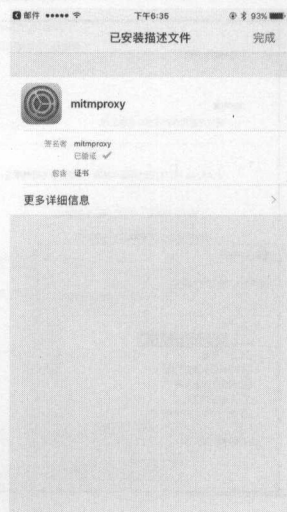 邮件 下午6:35 93%
已安装描述文件 完成
mitmproxy
签名者 mitmproxy
已验证 ✓
包含 证书
更多详细信息